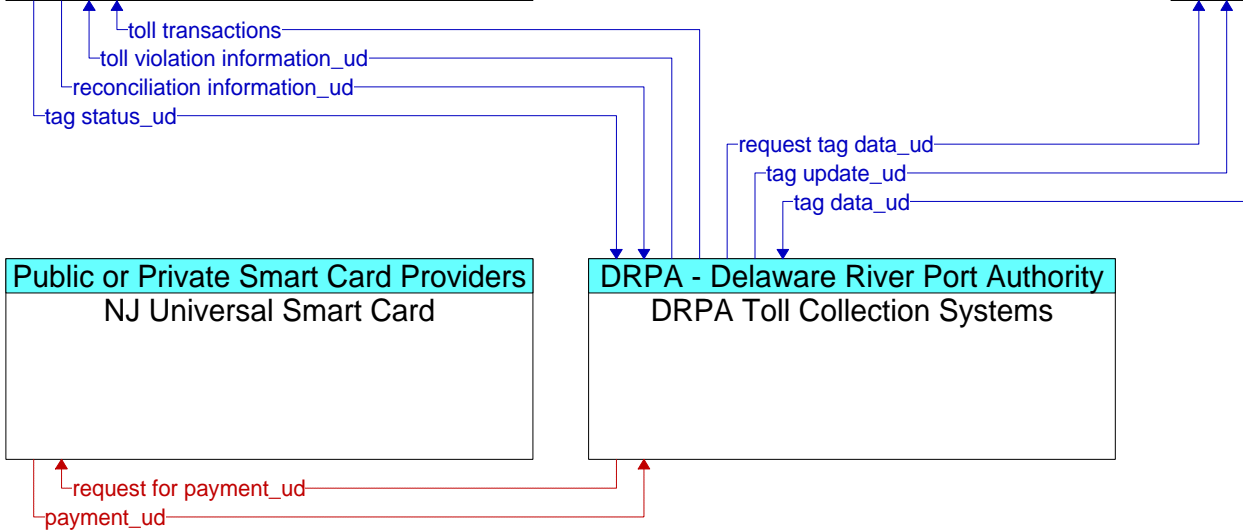 toll transactions
toll violation information_ud
reconciliation information_ud
tag status_ud
request tag data_ud
tag update_ud
tag data_ud
Public or Private Smart Card Providers
NJ Universal Smart Card
DRPA - Delaware River Port Authority
DRPA Toll Collection Systems
request for payment_ud
payment_ud